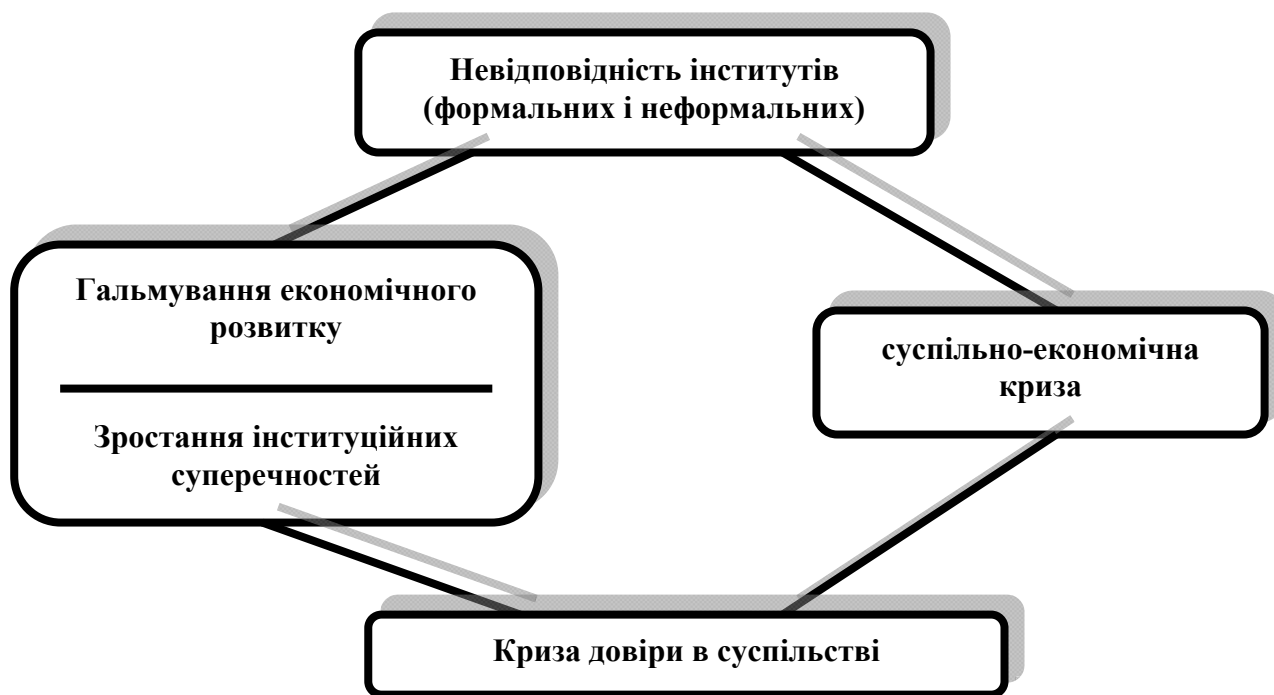 Невідповідність інститутів
(формальних і неформальних)
Гальмування економічного
розвитку
Зростання інституційних
суперечностей
суспільно-економічна
криза
Криза довіри в суспільстві